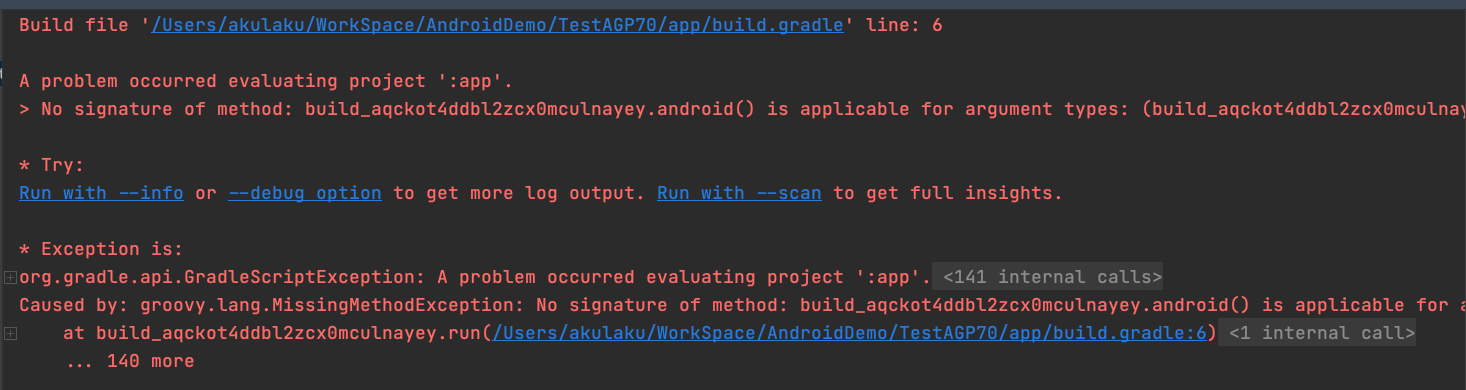 Build file '/Users/akulaku/WorkSpace/AndroidDemo/TestAGP70/app/build.gradle' line: 6
A problem occurred evaluating project ':app'.
> No signature of method: build_aqckot4ddbl2zcx0mculnayey.android() is applicable for argument types: (build_aqckot4ddbl2zcx0mculnay
* Try:
Run with --info or --debug option to get more log output. Run with --scan to get full insights.
* Exception is:
org.gradle.api.GradleScriptException: A problem occurred evaluating project ':app'. <141 internal calls>
Caused by: groovy.lang.MissingMethodException: No signature of method: build_aqckot4ddbl2zcx0mculnayey.android() is applicable for a
at build_aqckot4ddbl2zcx0mculnayey.run(/Users/akulaku/WorkSpace/AndroidDemo/TestAGP70/app/build.gradle:6) <1 internal call>
... 140 more